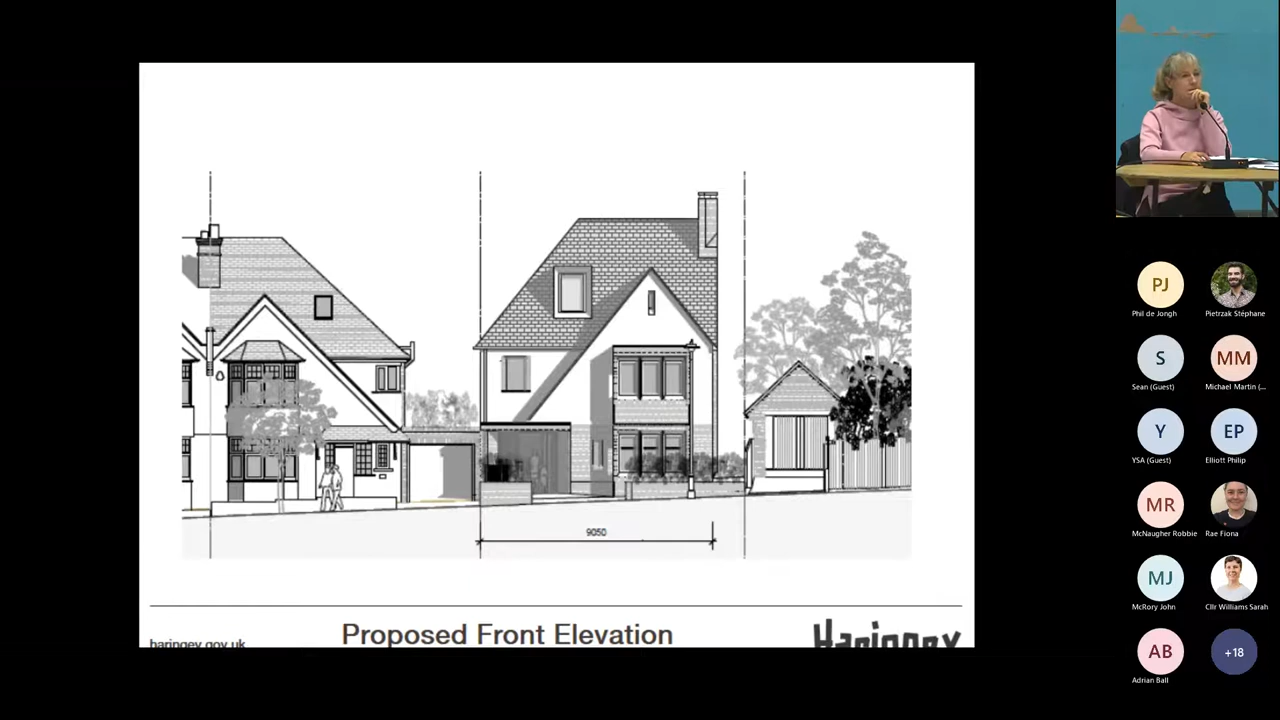 9050
haringey.gov.uk
Proposed Front Elevation
Haringey
PJ
Phil de Jongh
Pietrzak Stéphane
S
MM
Sean (Guest)
Michael Martin (...
Y
EP
YSA (Guest)
Elliott Philip
MR
McNaugher Robbie
Rae Fiona
MJ
McRory John
Cllr Williams Sarah
AB
+18
Adrian Ball